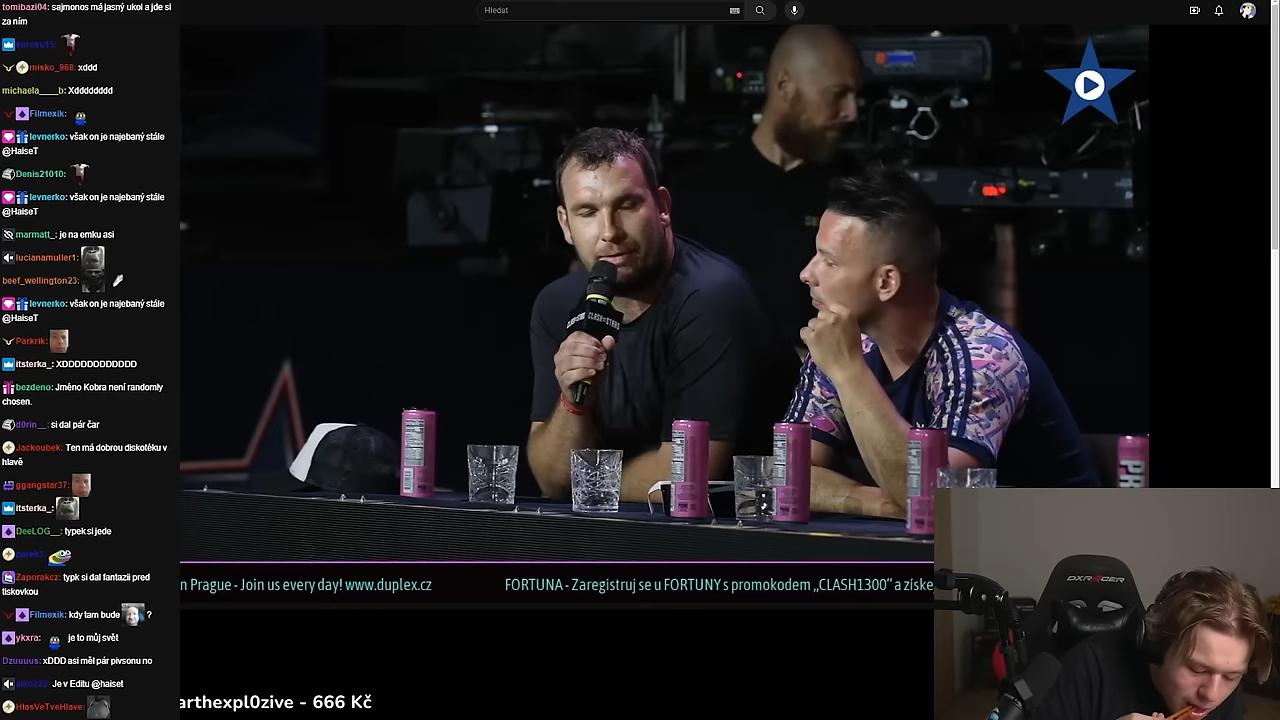 tomibazi04: sajmonos má jasný ukol a jde si
za ním
Hledat
misko_968: xddd
michaela____b: Xddddddd
Filmexik:
levnerko: však on je najebaný stále
@HaiseT
Denis21010:
levnerko: však on je najebaný stále
@HaiseT
marmatt_: je na emku asi
lucianamuller1:
beef_wellington23:
levnerko: však on je najebaný stále
@HaiseT
Parkrik:
itsterka_: XDDDDDDDDDDDD
bezdeno: Jméno Kobra není randomly
chosen.
d0rin__: si dal pár čar
Jackoubek: Ten má dobrou diskotéku v
hlavě
ggangstar37:
itsterka_:
DeeLOG__: typek si jede
Zaporakcz: typk si dal fantazii pred
tiskovkou
Filmexik: kdy tam bude ?
ykxra: je to můj svět
Dzuuuus: xDDD asi měl pár pivsonu no
Je v Editu @haiset
HlasVeTveHlave:
CLASH STARS
n Prague - Join us every day! www.duplex.cz
FORTUNA - Zaregistruj se u FORTUNY s promokodem „CLASH1300“ a získe
DXRACER
arthexpl0zive - 666 Kč